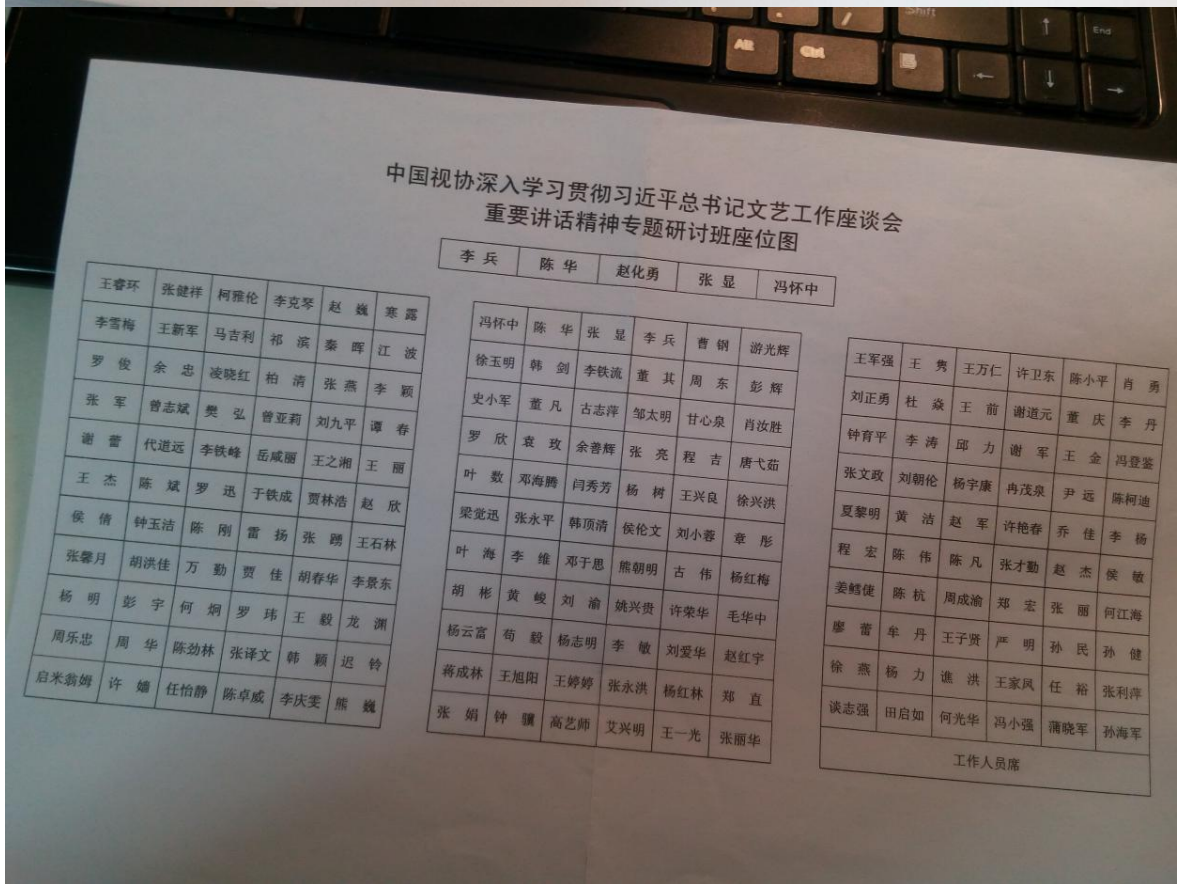 Shift
End
Alt
Ctrl
中国视协深入学习贯彻习近平总书记文艺工作座谈会
重要讲话精神专题研讨班座位图
李兵 陈华 赵化勇 张显 冯怀中
王睿环 张健祥 柯雅伦 李克琴 赵巍 寒露
李雪梅 王新军 马吉利 祁滨 秦晖 江波
罗俊 余忠 凌晓红 柏清 张燕 李颖
张军 曾志斌 樊弘 曾亚莉 刘九平 谭春
谢蕾 代道远 李铁峰 岳咸丽 王之湘 王丽
王杰 陈斌 罗迅 于铁成 贾林浩 赵欣
侯倩 钟玉洁 陈刚 雷扬 张踴 王石林
张馨月 胡洪佳 万勤 贾佳 胡春华 李景东
杨明 彭宇 何炯 罗玮 王毅 龙渊
周乐忠 周华 陈劲林 张译文 韩颖 迟铃
启米翁姆 许嬙 任怡静 陈卓威 李庆雯 熊巍
冯怀中 陈华 张显 李兵 曹钢 游光辉
徐玉明 韩剑 李铁流 董其 周东 彭辉
史小军 董凡 古志萍 邹太明 甘心泉 肖汝胜
罗欣 袁玫 余善辉 张亮 程吉 唐弋茹
叶数 邓海腾 闫秀芳 杨树 王兴良 徐兴洪
梁觉迅 张永平 韩顶清 侯伦文 刘小蓉 章彤
叶海 李维 邓于思 熊朝明 古伟 杨红梅
胡彬 黄峻 刘渝 姚兴贵 许荣华 毛华中
杨云富 苟毅 杨志明 李敏 刘爱华 赵红宇
蒋成林 王旭阳 王婷婷 张永洪 杨红林 郑直
张娟 钟骥 高艺师 艾兴明 王一光 张丽华
王军强 王隽 王万仁 许卫东 陈小平 肖勇
刘正勇 杜焱 王前 谢道元 董庆 李丹
钟育平 李涛 邱力 谢军 王金 冯登鉴
张文政 刘朝伦 杨宇康 冉茂泉 尹远 陈柯迪
夏黎明 黄洁 赵军 许艳春 乔佳 李杨
程宏 陈伟 陈凡 张才勤 赵杰 侯敏
姜鳕倢 陈杭 周成渝 郑宏 张丽 何江海
廖蕾 牟丹 王子贤 严明 孙民 孙健
徐燕 杨力 谯洪 王家凤 任裕 张利萍
谈志强 田启如 何光华 冯小强 蒲晓军 孙海军
工作人员席